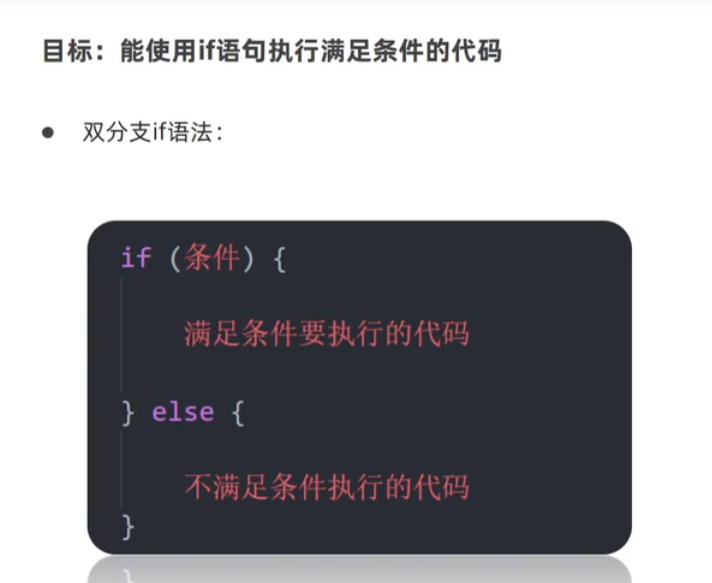 目标：能使用if语句执行满足条件的代码
● 双分支if语法：
if (条件) {
满足条件要执行的代码
} else {
不满足条件执行的代码
}